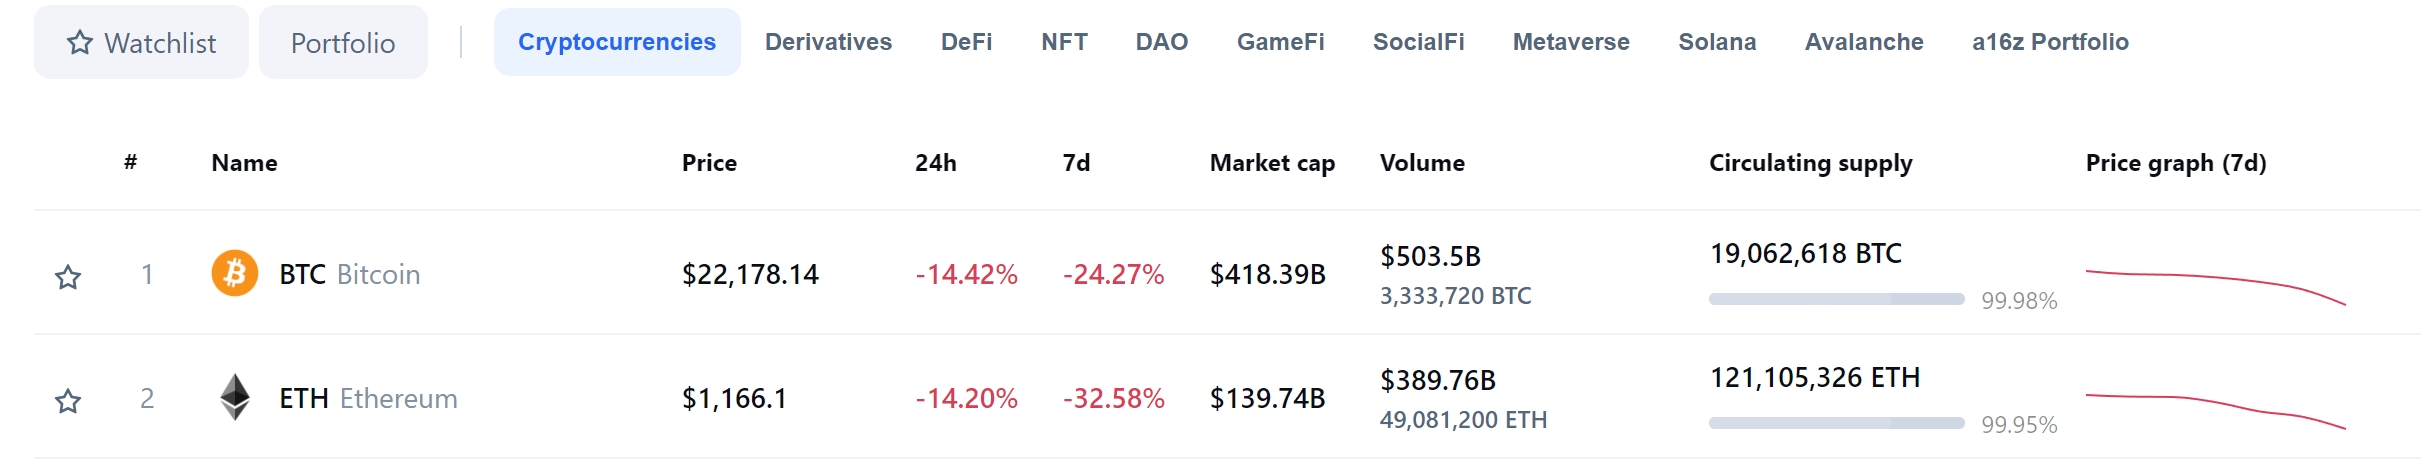 Watchlist Portfolio Cryptocurrencies Derivatives DeFi NFT DAO GameFi SocialFi Metaverse Solana Avalanche a16z Portfolio
# Name Price 24h 7d Market cap Volume Circulating supply Price graph (7d)
1 BTC Bitcoin $22,178.14 -14.42% -24.27% $418.39B $503.5B 19,062,618 BTC
3,333,720 BTC 99.98%
2 ETH Ethereum $1,166.1 -14.20% -32.58% $139.74B $389.76B 121,105,326 ETH
49,081,200 ETH 99.95%